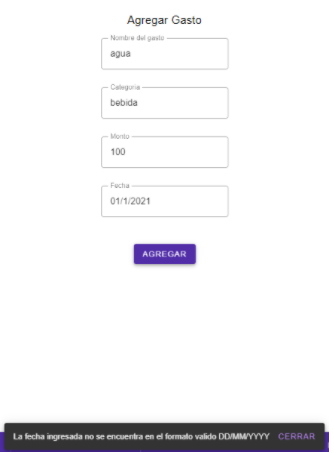 Agregar Gasto
Nombre del gasto
agua
Categoria
bebida
Monto
100
Fecha
01/1/2021
AGREGAR
La fecha ingresada no se encuentra en el formato valido DD/MM/YYYY CERRAR